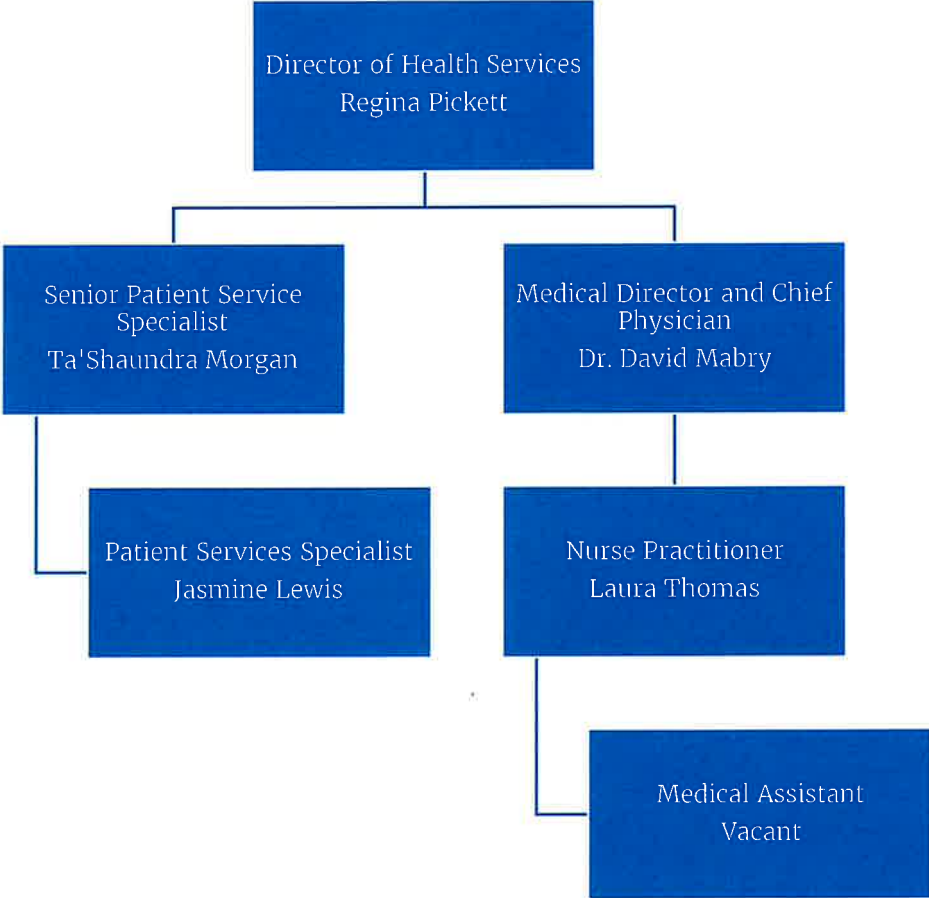 Director of Health Services
Regina Pickett
Senior Patient Service
Specialist
Ta'Shaundra Morgan
Medical Director and Chief
Physician
Dr. David Mabry
Patient Services Specialist
Jasmine Lewis
Nurse Practitioner
Laura Thomas
Medical Assistant
Vacant